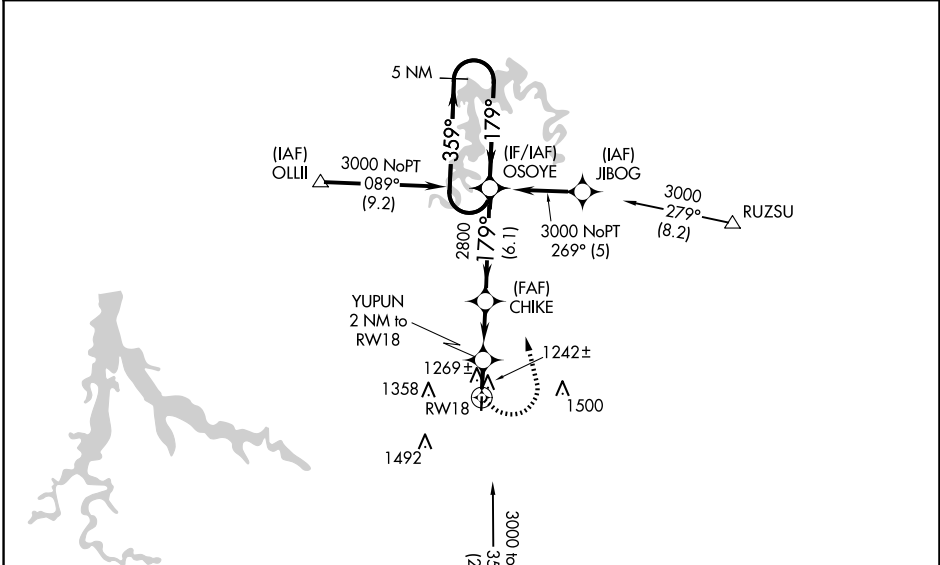 5 NM
359°
179°
(IAF)
OLLII
3000 NoPT
089°
(9.2)
(IF/IAF)
OSOYE
(IAF)
JIBOG
3000
279°
(8.2)
RUZSU
3000 NoPT
269° (5)
2800
179°
(6.1)
(FAF)
CHIKE
YUPUN
2 NM to
RW18
1269±
1242±
1358
RW18
1500
1492
3000 to